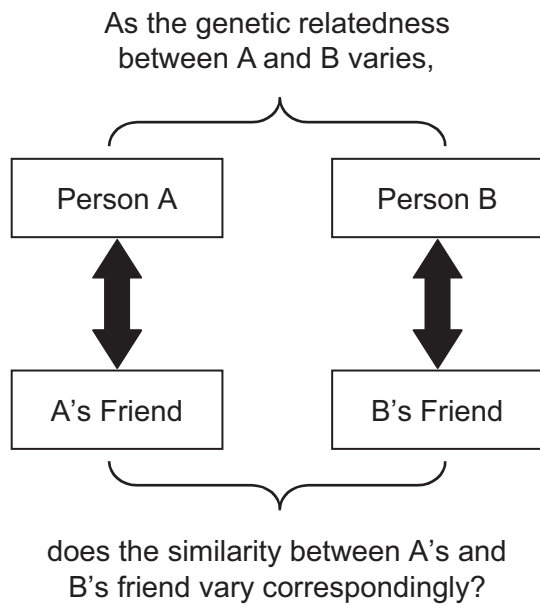 As the genetic relatedness
between A and B varies,
Person A
Person B
A’s Friend
B’s Friend
does the similarity between A’s and
B’s friend vary correspondingly?